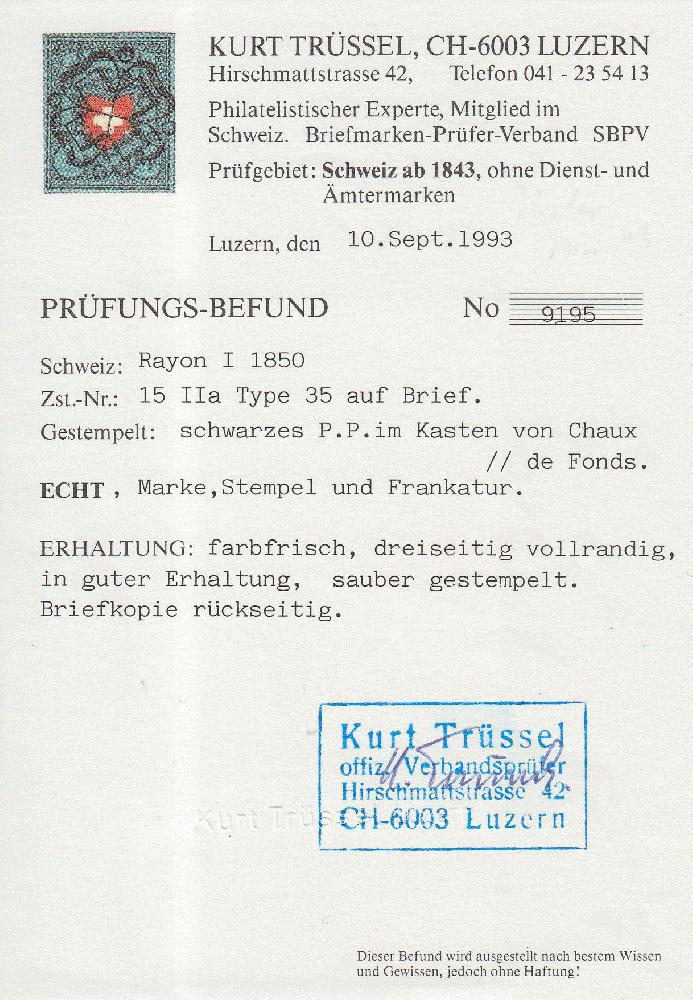 KURT TRÜSSEL, CH-6003 LUZERN
Hirschmattstrasse 42, Telefon 041 - 23 54 13
Philatelistischer Experte, Mitglied im
Schweiz. Briefmarken-Prüfer-Verband SBPV
Prüfgebiet: Schweiz ab 1843, ohne Dienst- und
Ämtermarken
Luzern, den 10.Sept.1993
PRÜFUNGS-BEFUND No 9195
Schweiz: Rayon I 1850
Zst.-Nr.: 15 IIa Type 35 auf Brief.
Gestempelt: schwarzes P.P.im Kasten von Chaux
// de Fonds.
ECHT , Marke,Stempel und Frankatur.
ERHALTUNG: farbfrisch, dreiseitig vollrandig,
in guter Erhaltung, sauber gestempelt.
Briefkopie rückseitig.
Kurt Trüssel
offiz. Verbandsprüfer
Hirschmattstrasse 42
CH-6003 Luzern
Dieser Befund wird ausgestellt nach bestem Wissen
und Gewissen, jedoch ohne Haftung!